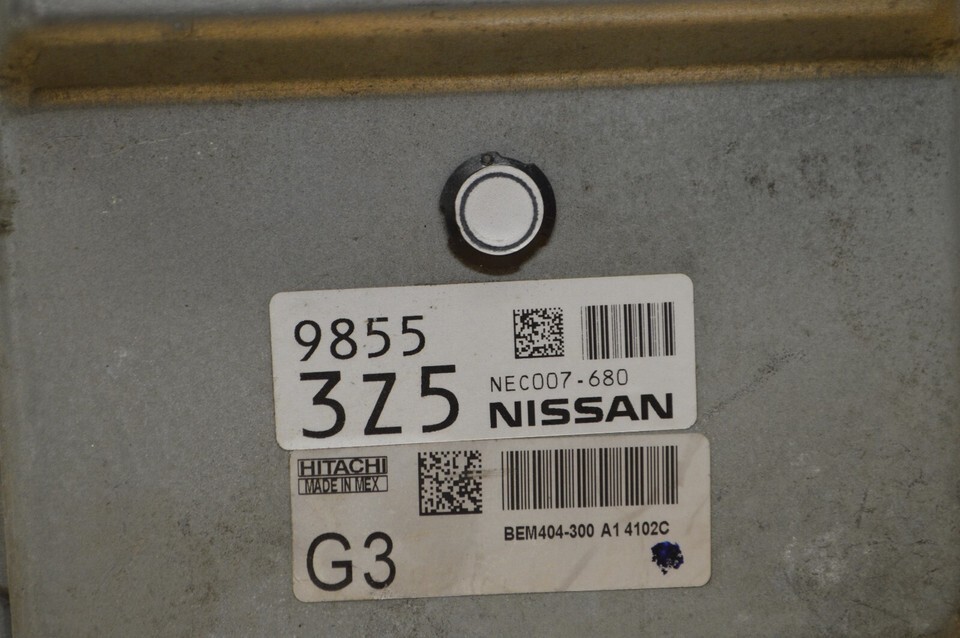 9855
3Z5
NEC007-680
NISSAN
HITACHI
MADE IN MEX
G3
BEM404-300 A1 4102C